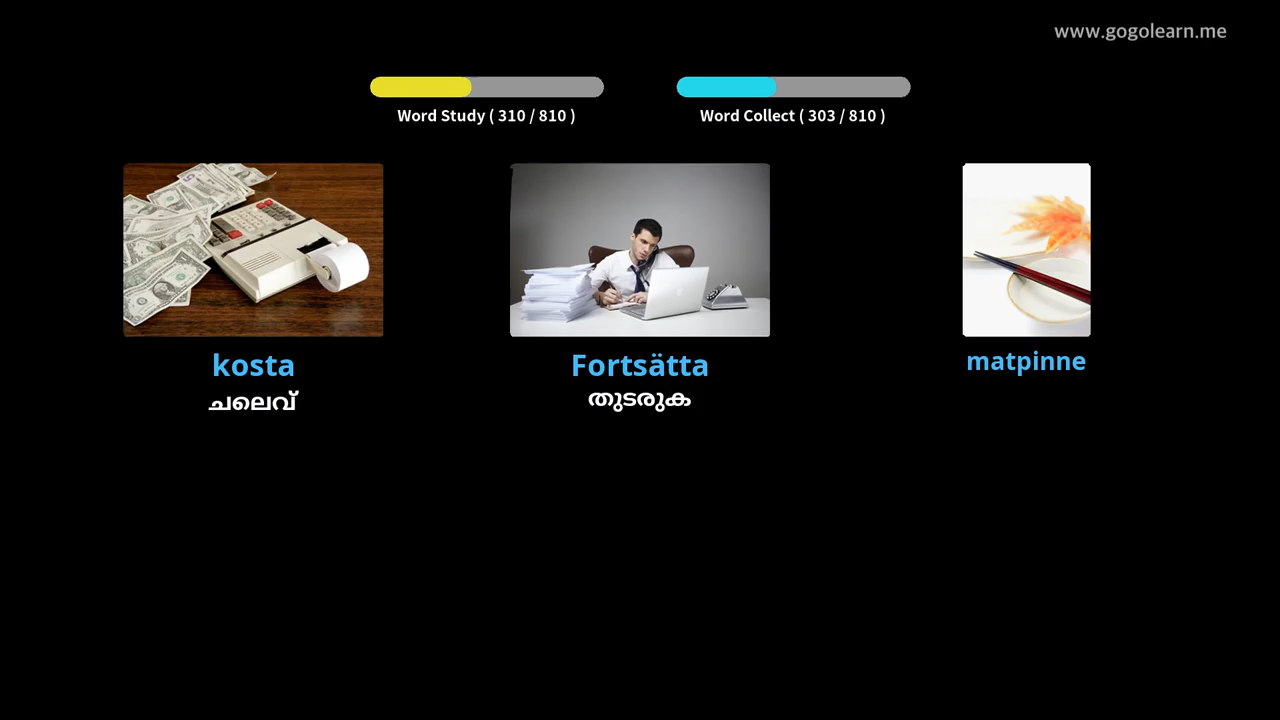 www.gogolearn.me
Word Study ( 310 / 810 )
Word Collect ( 303 / 810 )
kosta
ചലെവ്
Fortsätta
തുടരുക
matpinne